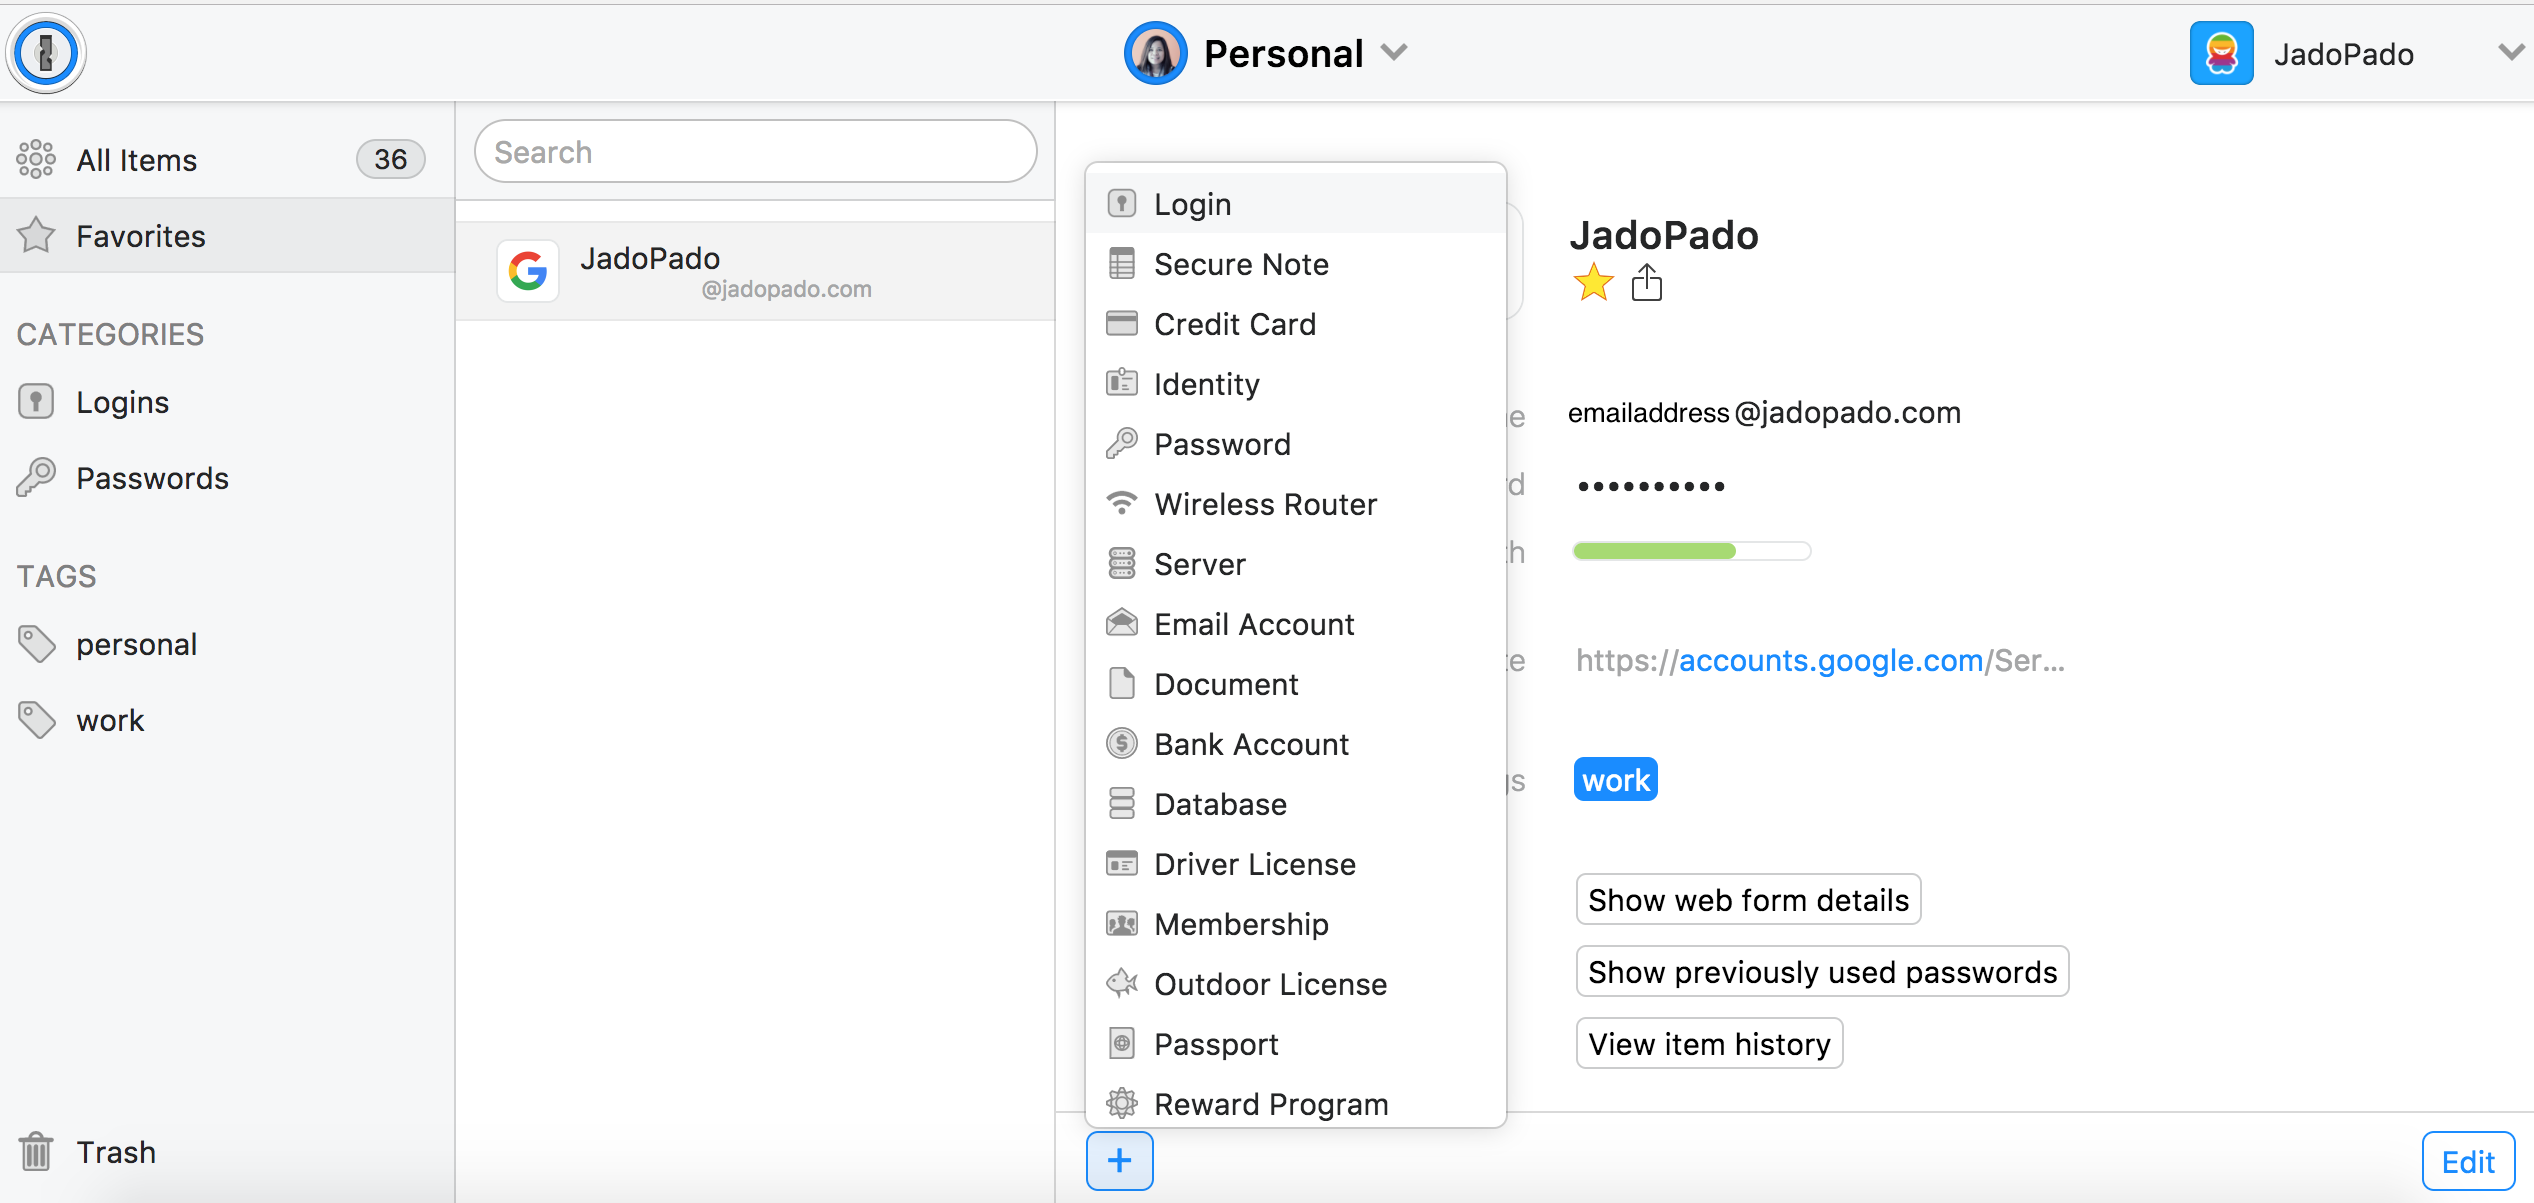 Personal
JadoPado
All Items 36
Favorites
CATEGORIES
Logins
Passwords
TAGS
personal
work
Trash
Search
JadoPado
@jadopado.com
Login
Secure Note
Credit Card
Identity
Password
Wireless Router
Server
Email Account
Document
Bank Account
Database
Driver License
Membership
Outdoor License
Passport
Reward Program
+
JadoPado
emailaddress@jadopado.com
••••••••••
https://accounts.google.com/Ser...
work
Show web form details
Show previously used passwords
View item history
Edit